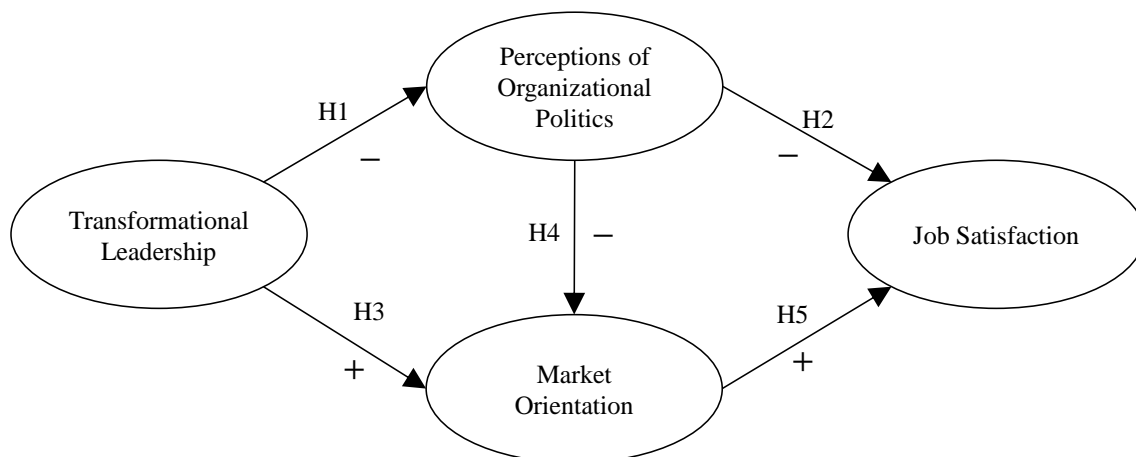 Perceptions of
Organizational
Politics
H1
H2
−
−
Transformational
Leadership
H4
−
Job Satisfaction
H3
H5
+
+
Market
Orientation